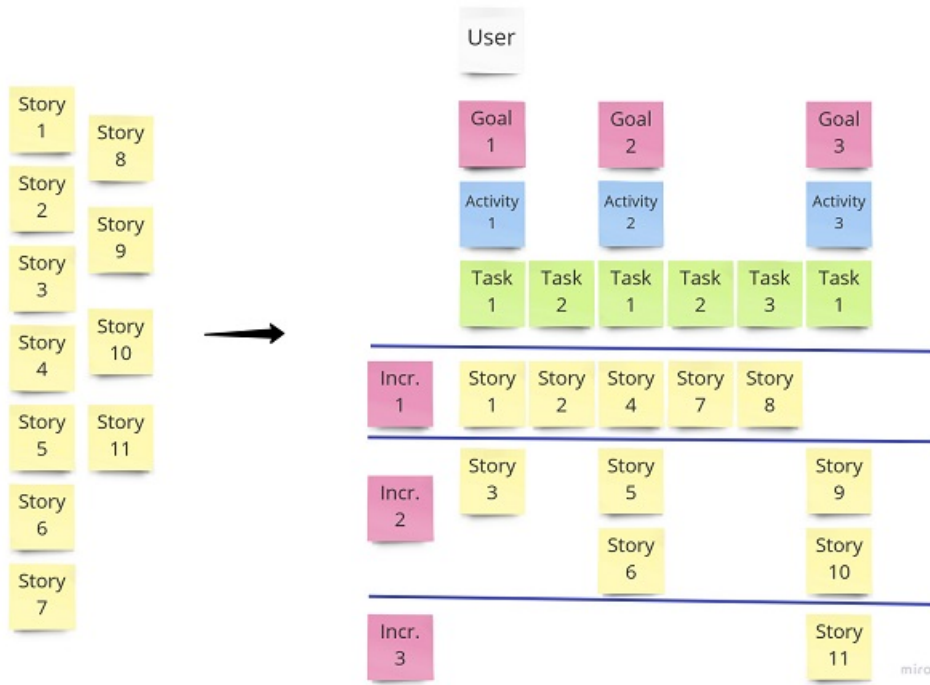 Story
1
Story
2
Story
3
Story
4
Story
5
Story
6
Story
7
Story
8
Story
9
Story
10
Story
11
User
Goal
1
Goal
2
Goal
3
Activity
1
Activity
2
Activity
3
Task
1
Task
2
Task
1
Task
2
Task
3
Task
1
Incr.
1
Story
1
Story
2
Story
4
Story
7
Story
8
Incr.
2
Story
3
Story
5
Story
9
Story
6
Story
10
Incr.
3
Story
11
miro